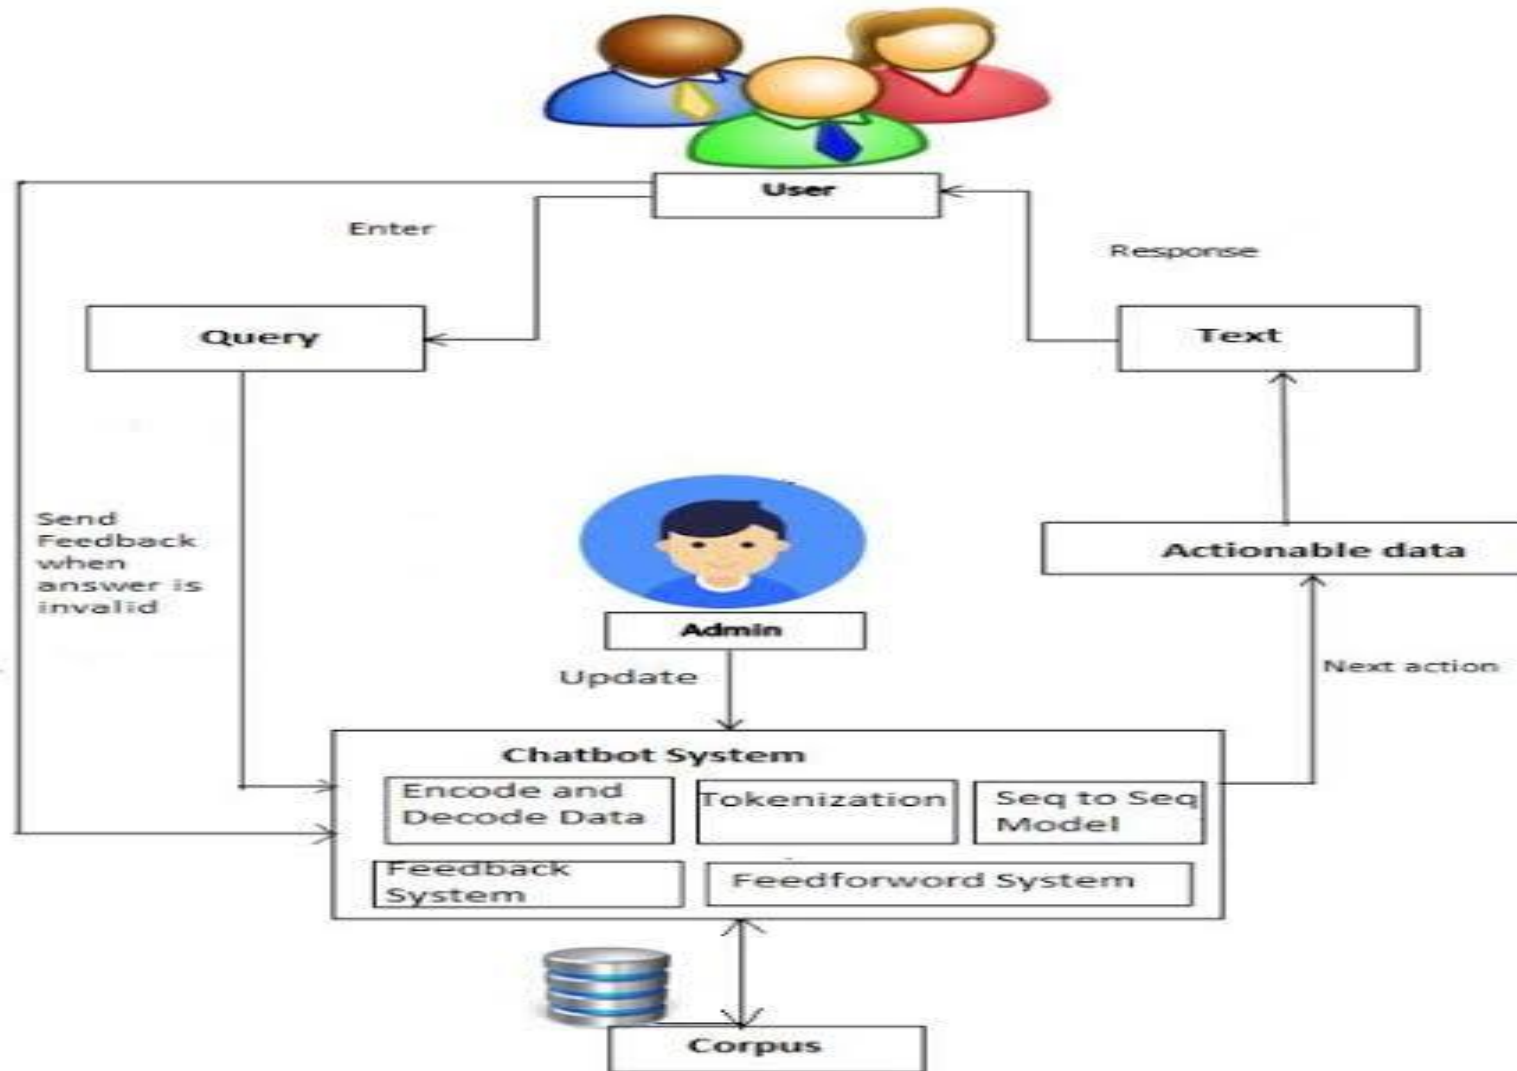 User
Enter
Response
Query
Text
Send
Feedback
when
answer is
invalid
Actionable data
Admin
Update
Next action
Chatbot System
Encode and
Decode Data
Tokenization
Seq to Seq
Model
Feedback
System
Feedforword System
Corpus